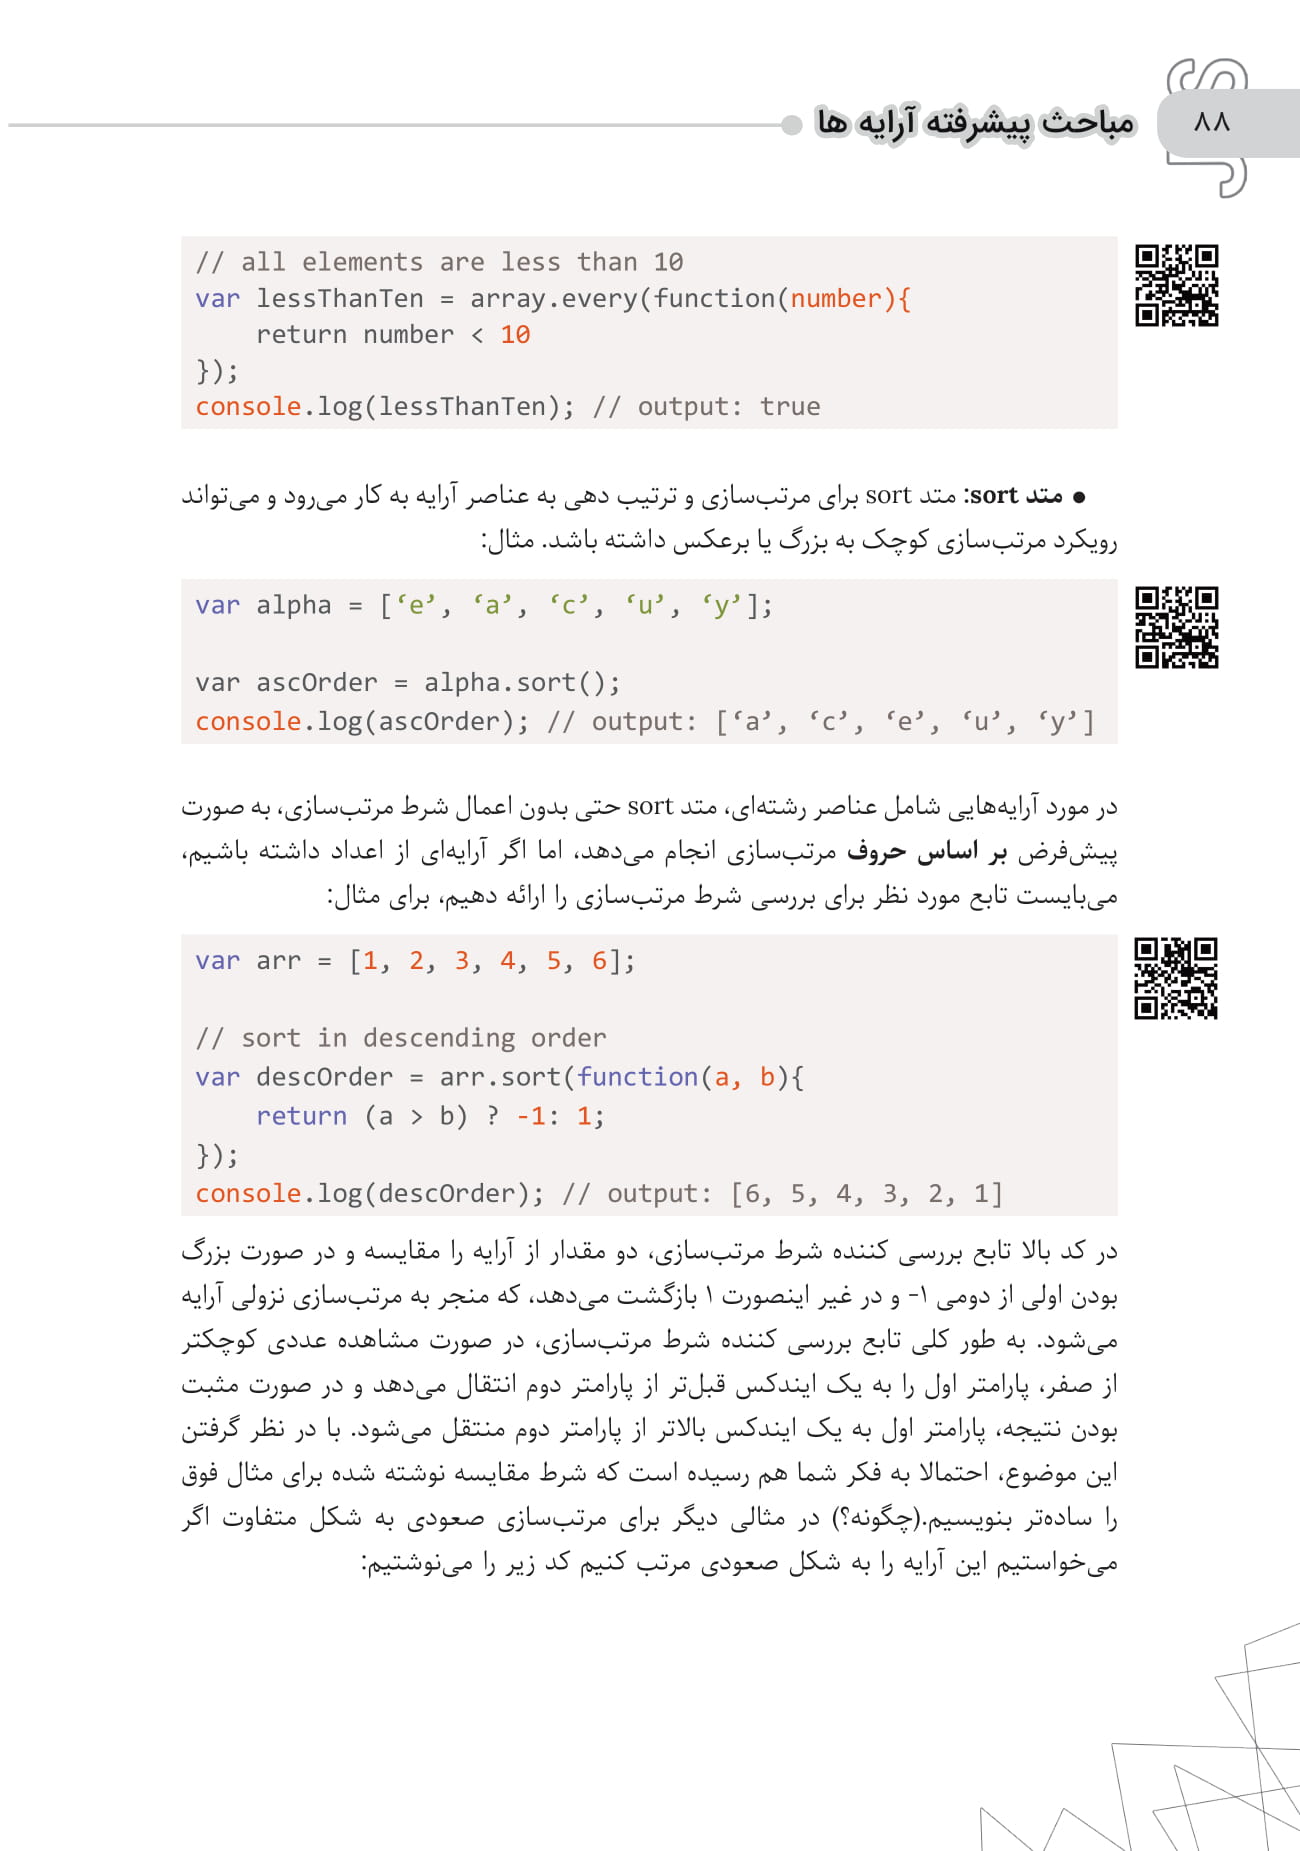 ۸۸
مباحث پیشرفته آرایه ها
// all elements are less than 10
var lessThanTen = array.every(function(number){
    return number < 10
});
console.log(lessThanTen); // output: true
● متد sort: متد sort برای مرتب‌سازی و ترتیب دهی به عناصر آرایه به کار می‌رود و می‌تواند
رویکرد مرتب‌سازی کوچک به بزرگ یا برعکس داشته باشد. مثال:
var alpha = [‘e’, ‘a’, ‘c’, ‘u’, ‘y’];
var ascOrder = alpha.sort();
console.log(ascOrder); // output: [‘a’, ‘c’, ‘e’, ‘u’, ‘y’]
در مورد آرایه‌هایی شامل عناصر رشته‌ای، متد sort حتی بدون اعمال شرط مرتب‌سازی، به صورت
پیش‌فرض بر اساس حروف مرتب‌سازی انجام می‌دهد، اما اگر آرایه‌ای از اعداد داشته باشیم،
می‌بایست تابع مورد نظر برای بررسی شرط مرتب‌سازی را ارائه دهیم، برای مثال:
var arr = [1, 2, 3, 4, 5, 6];
// sort in descending order
var descOrder = arr.sort(function(a, b){
    return (a > b) ? -1: 1;
});
console.log(descOrder); // output: [6, 5, 4, 3, 2, 1]
در کد بالا تابع بررسی کننده شرط مرتب‌سازی، دو مقدار از آرایه را مقایسه و در صورت بزرگ
بودن اولی از دومی ۱- و در غیر اینصورت ۱ بازگشت می‌دهد، که منجر به مرتب‌سازی نزولی آرایه
می‌شود. به طور کلی تابع بررسی کننده شرط مرتب‌سازی، در صورت مشاهده عددی کوچکتر
از صفر، پارامتر اول را به یک ایندکس قبل‌تر از پارامتر دوم انتقال می‌دهد و در صورت مثبت
بودن نتیجه، پارامتر اول به یک ایندکس بالاتر از پارامتر دوم منتقل می‌شود. با در نظر گرفتن
این موضوع، احتمالا به فکر شما هم رسیده است که شرط مقایسه نوشته شده برای مثال فوق
را ساده‌تر بنویسیم.(چگونه؟) در مثالی دیگر برای مرتب‌سازی صعودی به شکل متفاوت اگر
می‌خواستیم این آرایه را به شکل صعودی مرتب کنیم کد زیر را می‌نوشتیم: